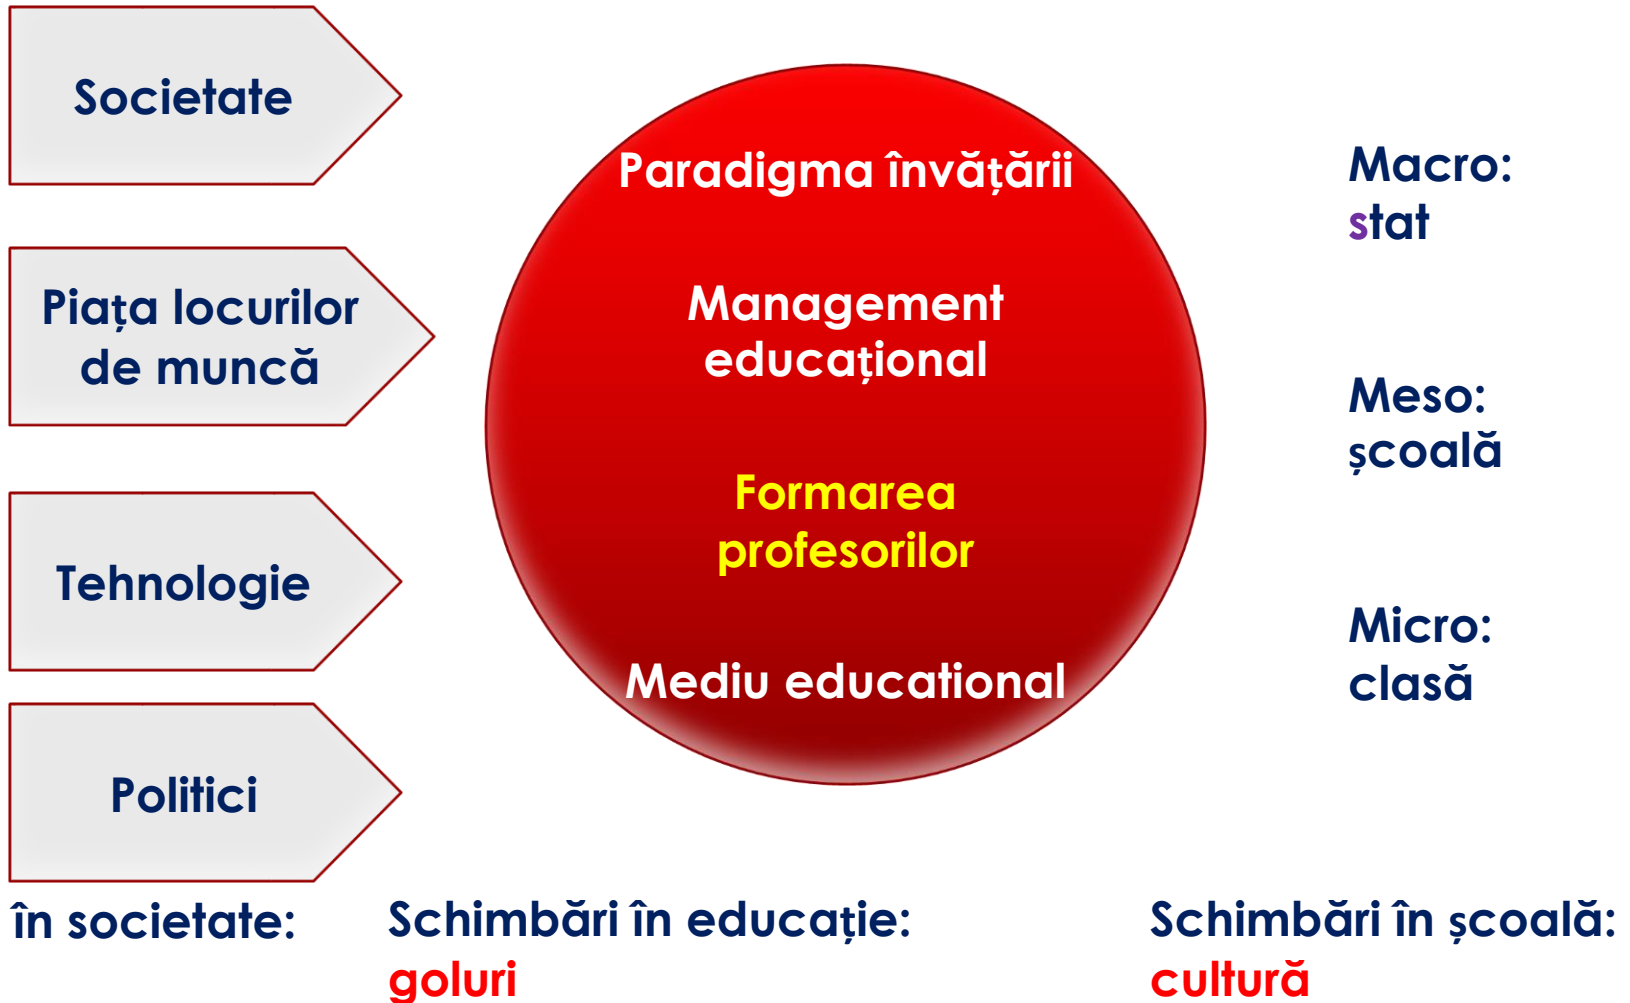 Societate
Piața locurilor
de muncă
Tehnologie
Politici
în societate:
Paradigma învățării
Management
educațional
Formarea
profesorilor
Mediu educational
Schimbări în educație:
goluri
Macro:
stat
Meso:
școală
Micro:
clasă
Schimbări în școală:
cultură